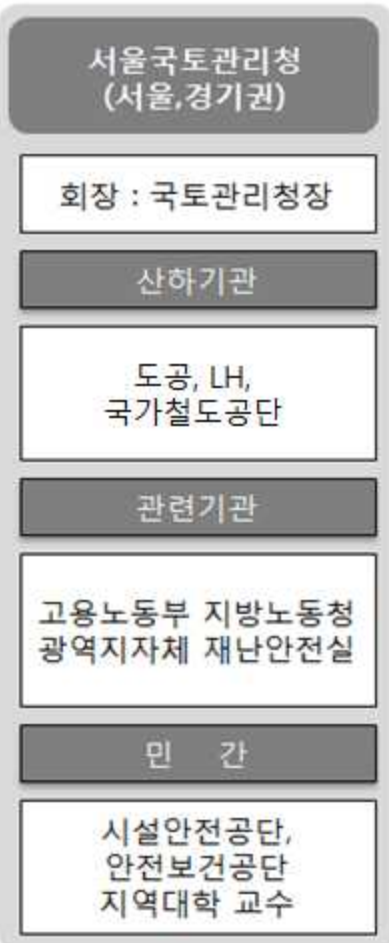 서울국토관리청
(서울,경기권)
회장 : 국토관리청장
산하기관
도공, LH,
국가철도공단
관련기관
고용노동부 지방노동청
광역지자체 재난안전실
민 간
시설안전공단,
안전보건공단
지역대학 교수